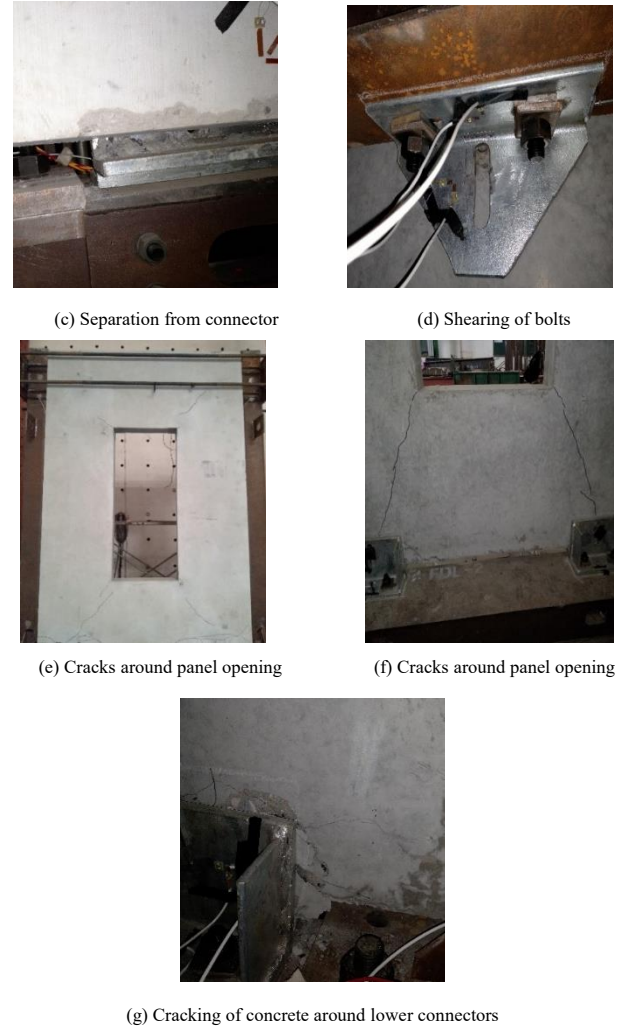 (c) Separation from connector
(d) Shearing of bolts
(e) Cracks around panel opening
(f) Cracks around panel opening
(g) Cracking of concrete around lower connectors